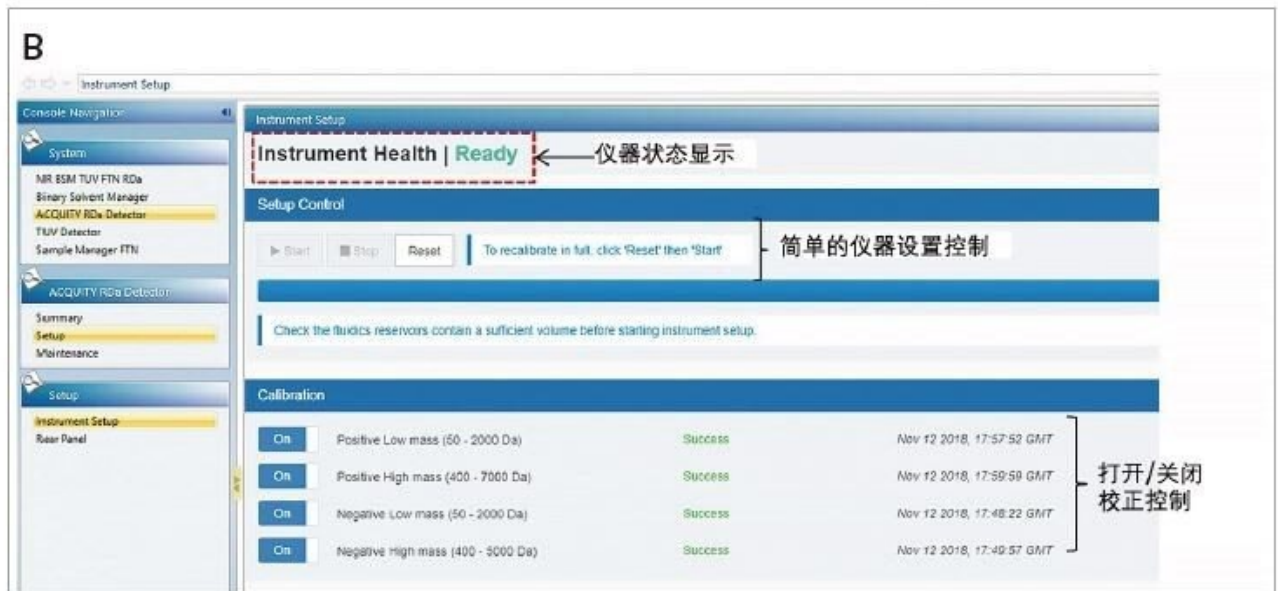 B
Instrument Setup
Console Navigation
System
NIR BSM TUV FTN RDa
Binary Solvent Manager
ACQUITY RDa Detector
TUV Detector
Sample Manager FTN
ACQUITY RDa Detector
Summary
Setup
Maintenance
Setup
Instrument Setup
Rear Panel
Instrument Setup
Instrument Health | Ready
仪器状态显示
Setup Control
Start Stop Reset To recalibrate in full, click 'Reset' then 'Start'
简单的仪器设置控制
Check the fluidics reservoirs contain a sufficient volume before starting instrument setup.
Calibration
On Positive Low mass (50 - 2000 Da) Success Nov 12 2018, 17:57:52 GMT
On Positive High mass (400 - 7000 Da) Success Nov 12 2018, 17:59:59 GMT
On Negative Low mass (50 - 2000 Da) Success Nov 12 2018, 17:48:22 GMT
On Negative High mass (400 - 5000 Da) Success Nov 12 2018, 17:49:57 GMT
打开/关闭
校正控制